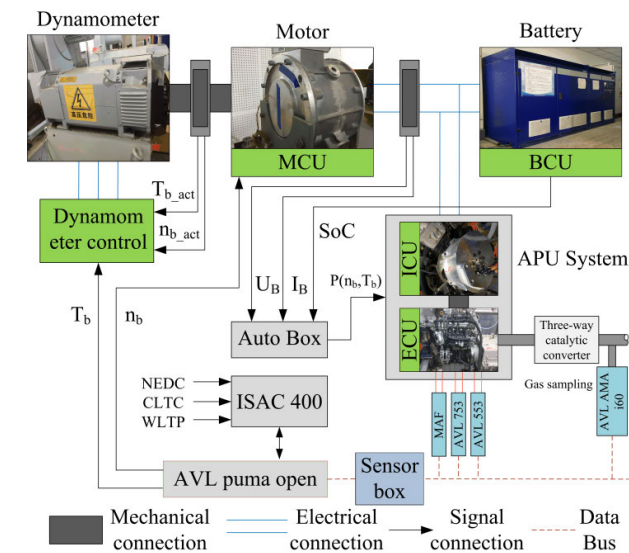 Dynamometer
Motor
Battery
MCU
BCU
T_b_act
n_b_act
Dynamom
eter control
SoC
U_B
I_B
P(n_b,T_b)
ICU
ECU
APU System
T_b
n_b
Auto Box
Three-way
catalytic
converter
Gas sampling
NEDC
CLTC
WLTP
ISAC 400
MAF
AVL 753
AVL 553
AVL AMA
i60
AVL puma open
Sensor
box
Mechanical
connection
Electrical
connection
Signal
connection
Data
Bus